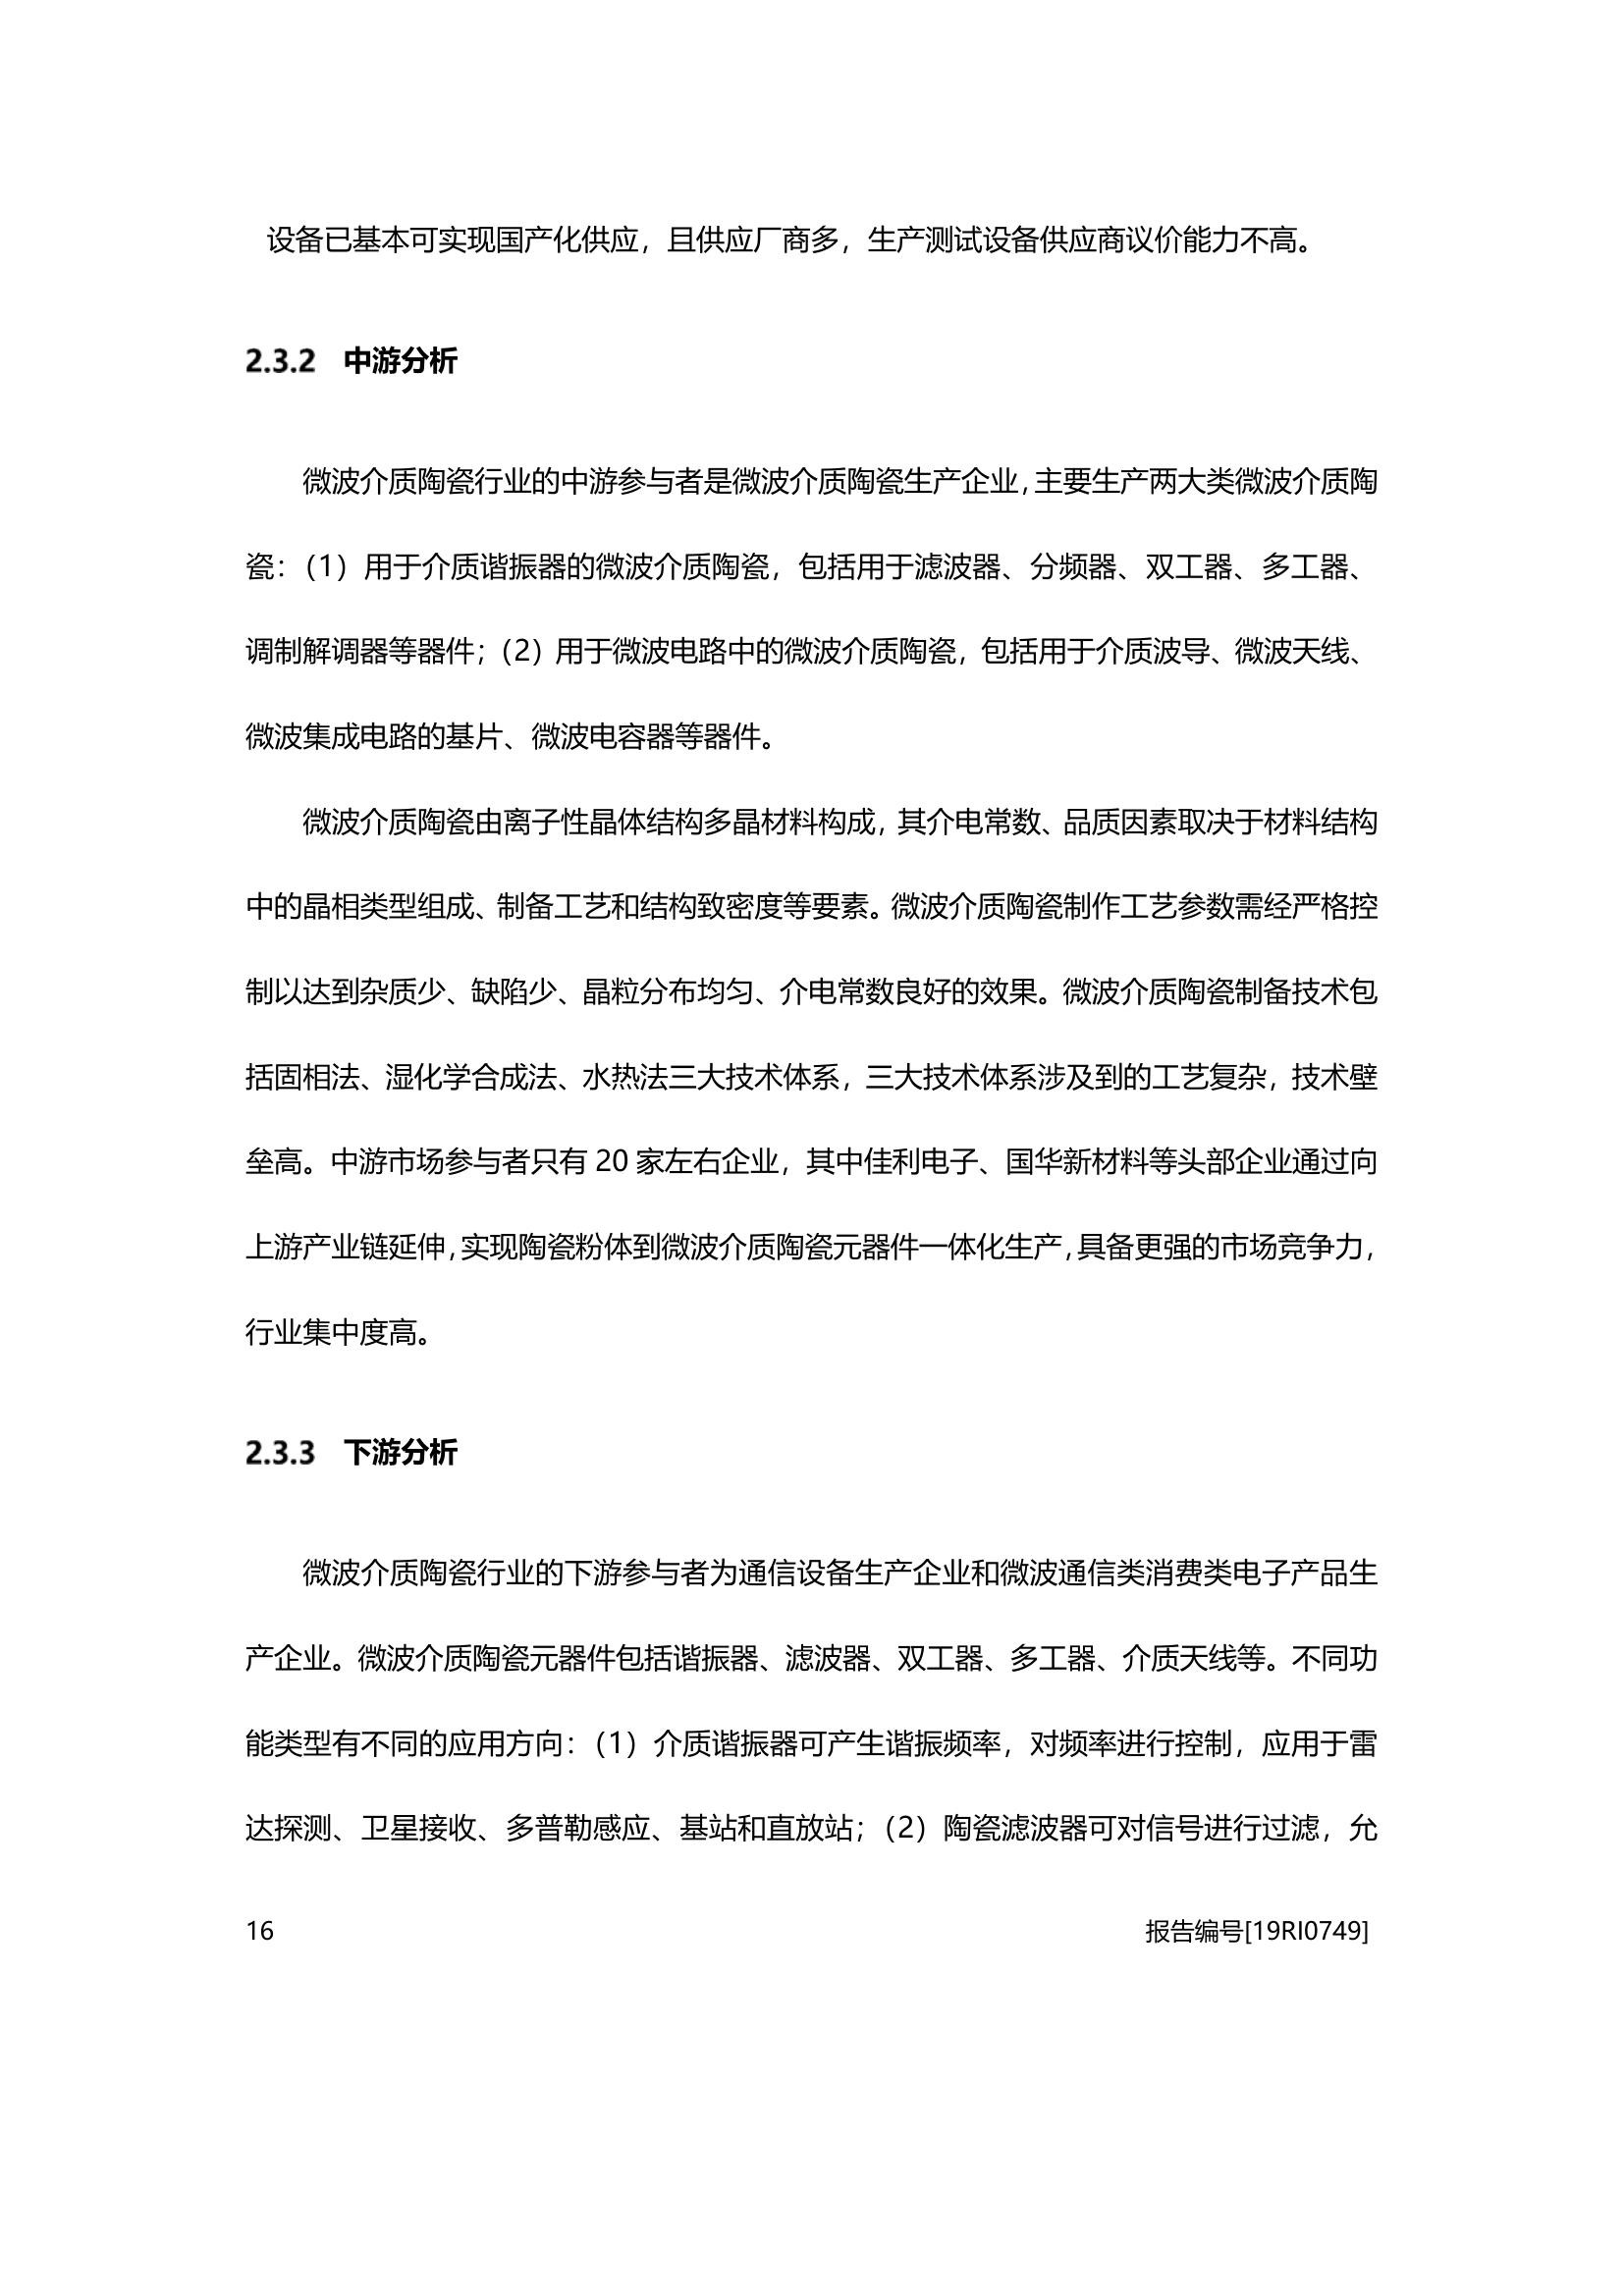 设备已基本可实现国产化供应，且供应厂商多，生产测试设备供应商议价能力不高。
2.3.2 中游分析
微波介质陶瓷行业的中游参与者是微波介质陶瓷生产企业，主要生产两大类微波介质陶
瓷：（1）用于介质谐振器的微波介质陶瓷，包括用于滤波器、分频器、双工器、多工器、
调制解调器等器件；（2）用于微波电路中的微波介质陶瓷，包括用于介质波导、微波天线、
微波集成电路的基片、微波电容器等器件。
微波介质陶瓷由离子性晶体结构多晶材料构成，其介电常数、品质因素取决于材料结构
中的晶相类型组成、制备工艺和结构致密度等要素。微波介质陶瓷制作工艺参数需经严格控
制以达到杂质少、缺陷少、晶粒分布均匀、介电常数良好的效果。微波介质陶瓷制备技术包
括固相法、湿化学合成法、水热法三大技术体系，三大技术体系涉及到的工艺复杂，技术壁
垒高。中游市场参与者只有 20 家左右企业，其中佳利电子、国华新材料等头部企业通过向
上游产业链延伸，实现陶瓷粉体到微波介质陶瓷元器件一体化生产，具备更强的市场竞争力，
行业集中度高。
2.3.3 下游分析
微波介质陶瓷行业的下游参与者为通信设备生产企业和微波通信类消费类电子产品生
产企业。微波介质陶瓷元器件包括谐振器、滤波器、双工器、多工器、介质天线等。不同功
能类型有不同的应用方向：（1）介质谐振器可产生谐振频率，对频率进行控制，应用于雷
达探测、卫星接收、多普勒感应、基站和直放站；（2）陶瓷滤波器可对信号进行过滤，允
16 报告编号[19RI0749]